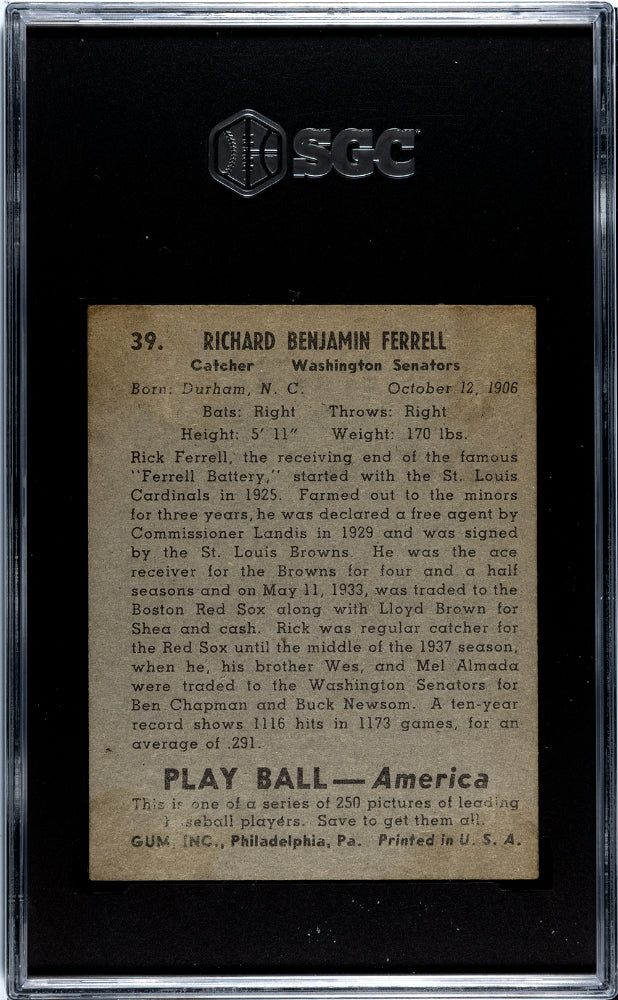 SGC
39. RICHARD BENJAMIN FERRELL
Catcher Washington Senators
Born: Durham, N. C. October 12, 1906
Bats: Right Throws: Right
Height: 5' 11" Weight: 170 lbs.
Rick Ferrell, the receiving end of the famous
"Ferrell Battery," started with the St. Louis
Cardinals in 1925. Farmed out to the minors
for three years, he was declared a free agent by
Commissioner Landis in 1929 and was signed
by the St. Louis Browns. He was the ace
receiver for the Browns for four and a half
seasons and on May 11, 1933, was traded to the
Boston Red Sox along with Lloyd Brown for
Shea and cash. Rick was regular catcher for
the Red Sox until the middle of the 1937 season,
when he, his brother Wes, and Mel Almada
were traded to the Washington Senators for
Ben Chapman and Buck Newsom. A ten-year
record shows 1116 hits in 1173 games, for an
average of .291.
PLAY BALL — America
This is one of a series of 250 pictures of leading
baseball players. Save to get them all.
GUM, INC., Philadelphia, Pa. Printed in U. S. A.